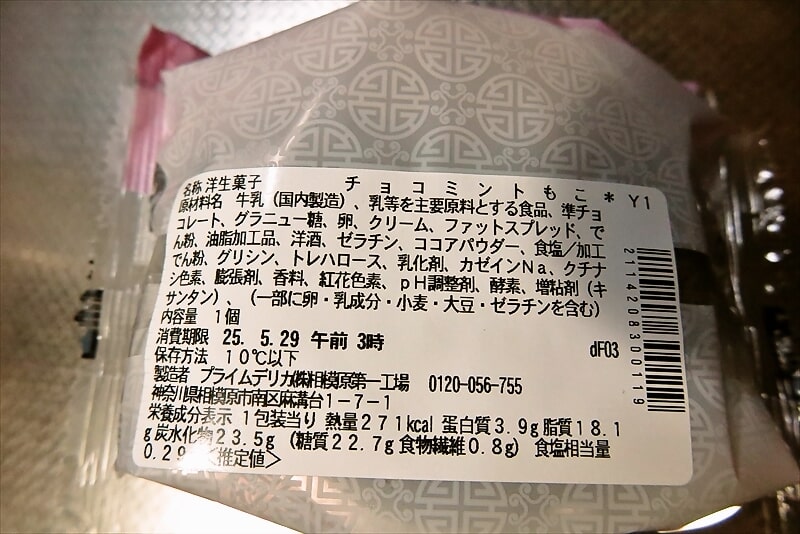 名称 洋生菓子 チョコミントもこ＊ Y1
原材料名 牛乳（国内製造）、乳等を主要原料とする食品、準チョ
コレート、グラニュー糖、卵、クリーム、ファットスプレッド、で
ん粉、油脂加工品、洋酒、ゼラチン、ココアパウダー、食塩／加工
でん粉、グリシン、トレハロース、乳化剤、カゼインNa、クチナ
シ色素、膨張剤、香料、紅花色素、pH調整剤、酵素、増粘剤（キ
サンタン）、（一部に卵・乳成分・小麦・大豆・ゼラチンを含む）
内容量 1個
消費期限 25. 5.29 午前 3時 dF03
保存方法 10℃以下
製造者 プライムデリカ㈱相模原第一工場 0120-056-755
神奈川県相模原市南区麻溝台1-7-1
栄養成分表示 1包装当り 熱量271kcal 蛋白質3.9g 脂質18.1
g 炭水化物23.5g（糖質22.7g 食物繊維0.8g） 食塩相当量
0.29 <推定値>
2114208300119